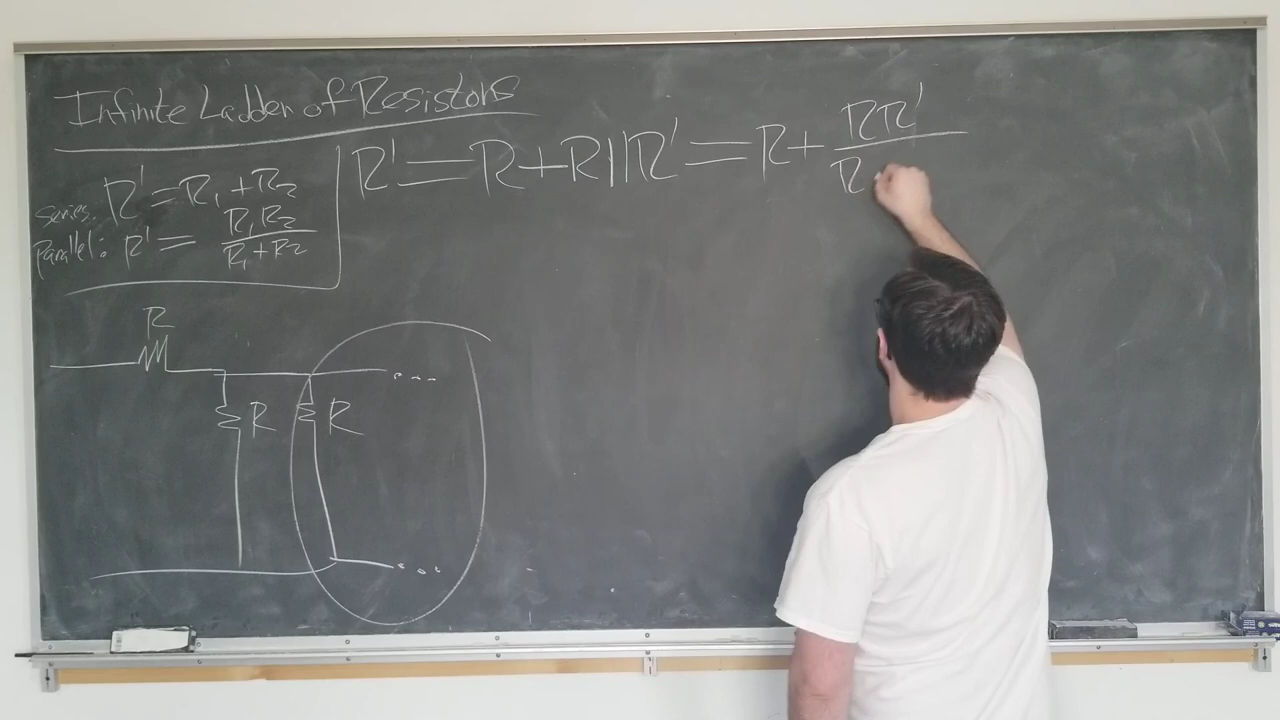 Infinite Ladder of Resistors
series: R' = R₁ + R₂
Parallel: R' = R₁R₂ / R₁ + R₂
R' = R + R || R' = R + RR' / R
R
R
R
...
...